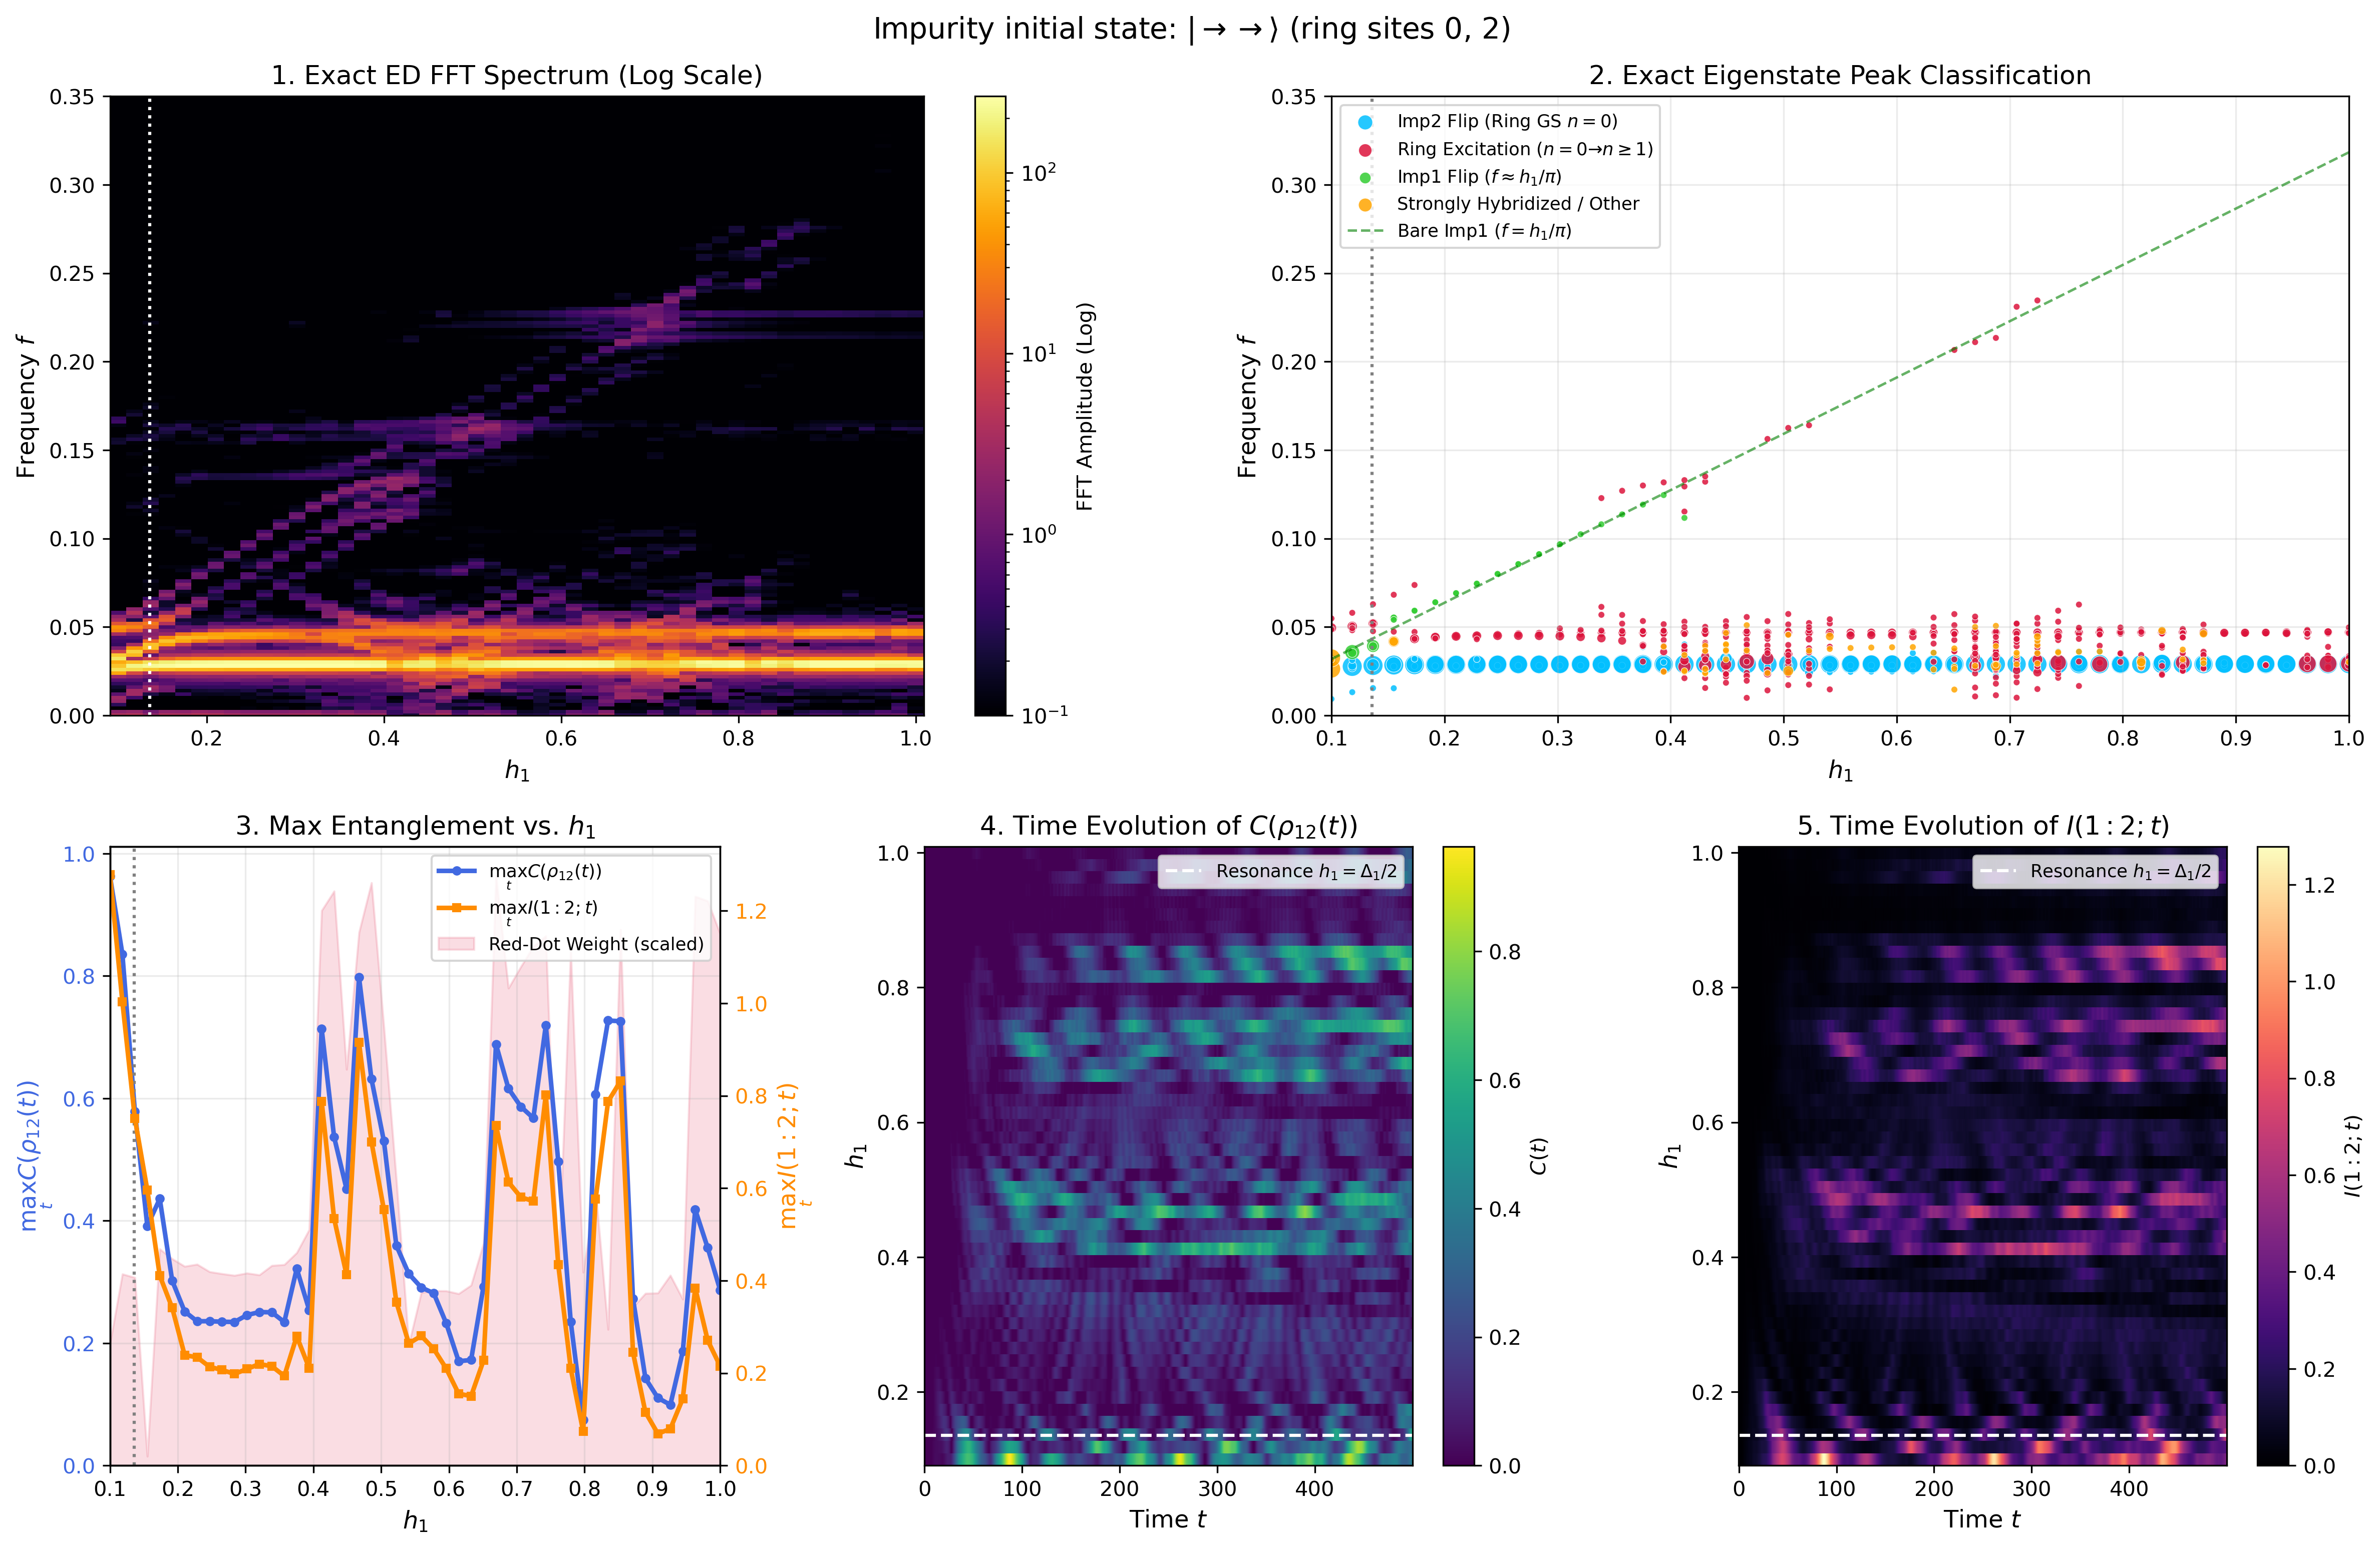 Impurity initial state: |→→⟩ (ring sites 0, 2)
1. Exact ED FFT Spectrum (Log Scale)
0.35
0.30
0.25
0.20
0.15
0.10
0.05
0.00
Frequency f
0.2
0.4
0.6
0.8
1.0
h₁
10²
10¹
10⁰
10⁻¹
FFT Amplitude (Log)
2. Exact Eigenstate Peak Classification
Imp2 Flip (Ring GS n = 0)
Ring Excitation (n = 0→n ≥ 1)
Imp1 Flip (f ≈ h₁/π)
Strongly Hybridized / Other
Bare Imp1 (f = h₁/π)
0.35
0.30
0.25
0.20
0.15
0.10
0.05
0.00
Frequency f
0.1
0.2
0.3
0.4
0.5
0.6
0.7
0.8
0.9
1.0
h₁
3. Max Entanglement vs. h₁
max C(ρ₁₂(t))
t
max I(1 : 2; t)
t
Red-Dot Weight (scaled)
1.0
0.8
0.6
0.4
0.2
0.0
max C(ρ₁₂(t))
t
0.1
0.2
0.3
0.4
0.5
0.6
0.7
0.8
0.9
1.0
h₁
1.2
1.0
0.8
0.6
0.4
0.2
0.0
max I(1 : 2; t)
t
4. Time Evolution of C(ρ₁₂(t))
Resonance h₁ = Δ₁/2
1.0
0.8
0.6
0.4
0.2
h₁
0
100
200
300
400
Time t
0.8
0.6
0.4
0.2
0.0
C(t)
5. Time Evolution of I(1 : 2; t)
Resonance h₁ = Δ₁/2
1.0
0.8
0.6
0.4
0.2
h₁
0
100
200
300
400
Time t
1.2
1.0
0.8
0.6
0.4
0.2
0.0
I(1 : 2; t)